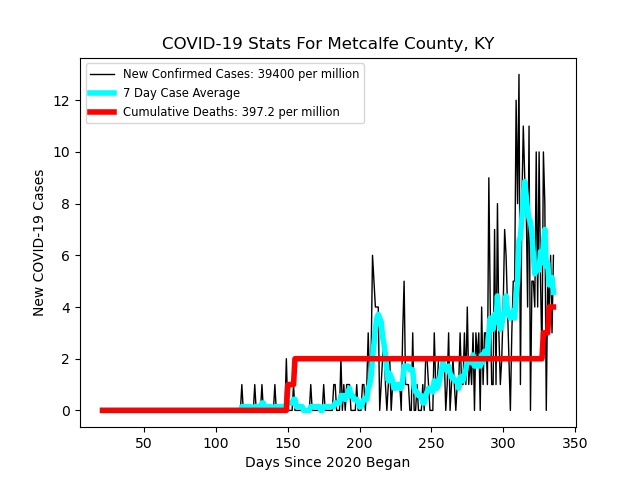 COVID-19 Stats For Metcalfe County, KY
New Confirmed Cases: 39400 per million
7 Day Case Average
Cumulative Deaths: 397.2 per million
New COVID-19 Cases
12
10
8
6
4
2
0
50 100 150 200 250 300 350
Days Since 2020 Began